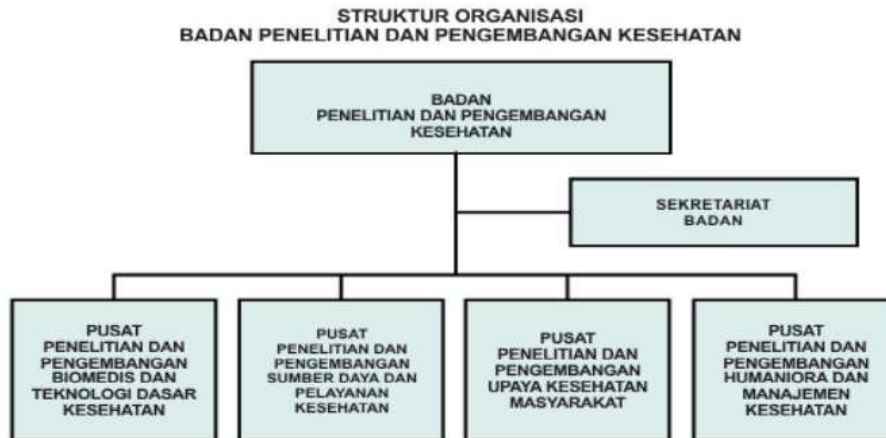 STRUKTUR ORGANISASI
BADAN PENELITIAN DAN PENGEMBANGAN KESEHATAN
BADAN
PENELITIAN DAN PENGEMBANGAN
KESEHATAN
SEKRETARIAT
BADAN
PUSAT
PENELITIAN DAN
PENGEMBANGAN
BIOMEDIS DAN
TEKNOLOGI DASAR
KESEHATAN
PUSAT
PENELITIAN DAN
PENGEMBANGAN
SUMBER DAYA DAN
PELAYANAN
KESEHATAN
PUSAT
PENELITIAN DAN
PENGEMBANGAN
UPAYA KESEHATAN
MASYARAKAT
PUSAT
PENELITIAN DAN
PENGEMBANGAN
HUMANIORA DAN
MANAJEMEN
KESEHATAN